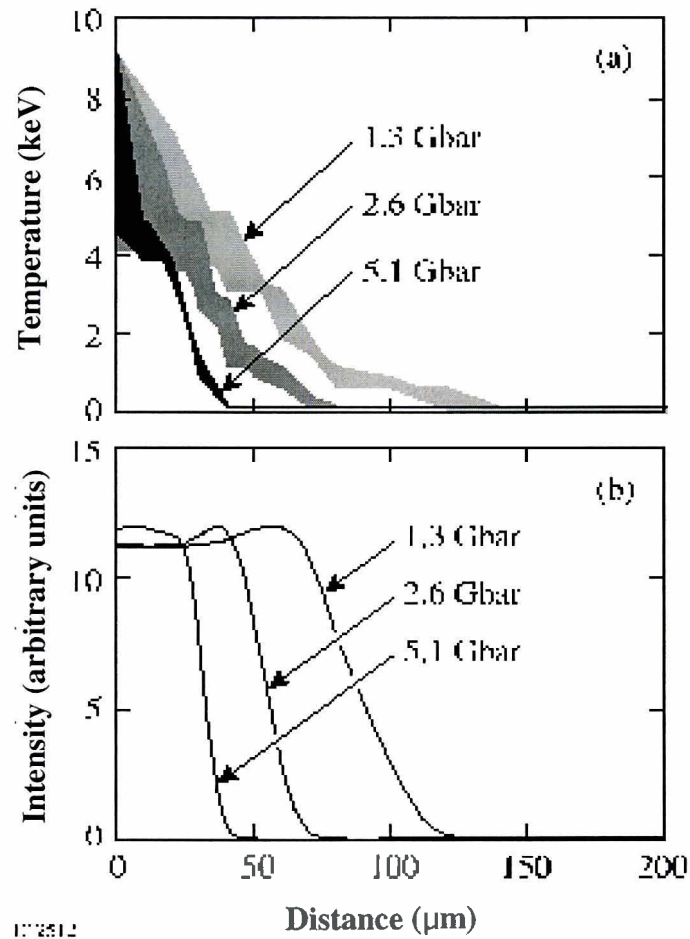 10
8
6
4
2
0
Temperature (keV)
(a)
1.3 Gbar
2.6 Gbar
5.1 Gbar
15
10
5
0
Intensity (arbitrary units)
(b)
1.3 Gbar
2.6 Gbar
5.1 Gbar
0 50 100 150 200
Distance (μm)